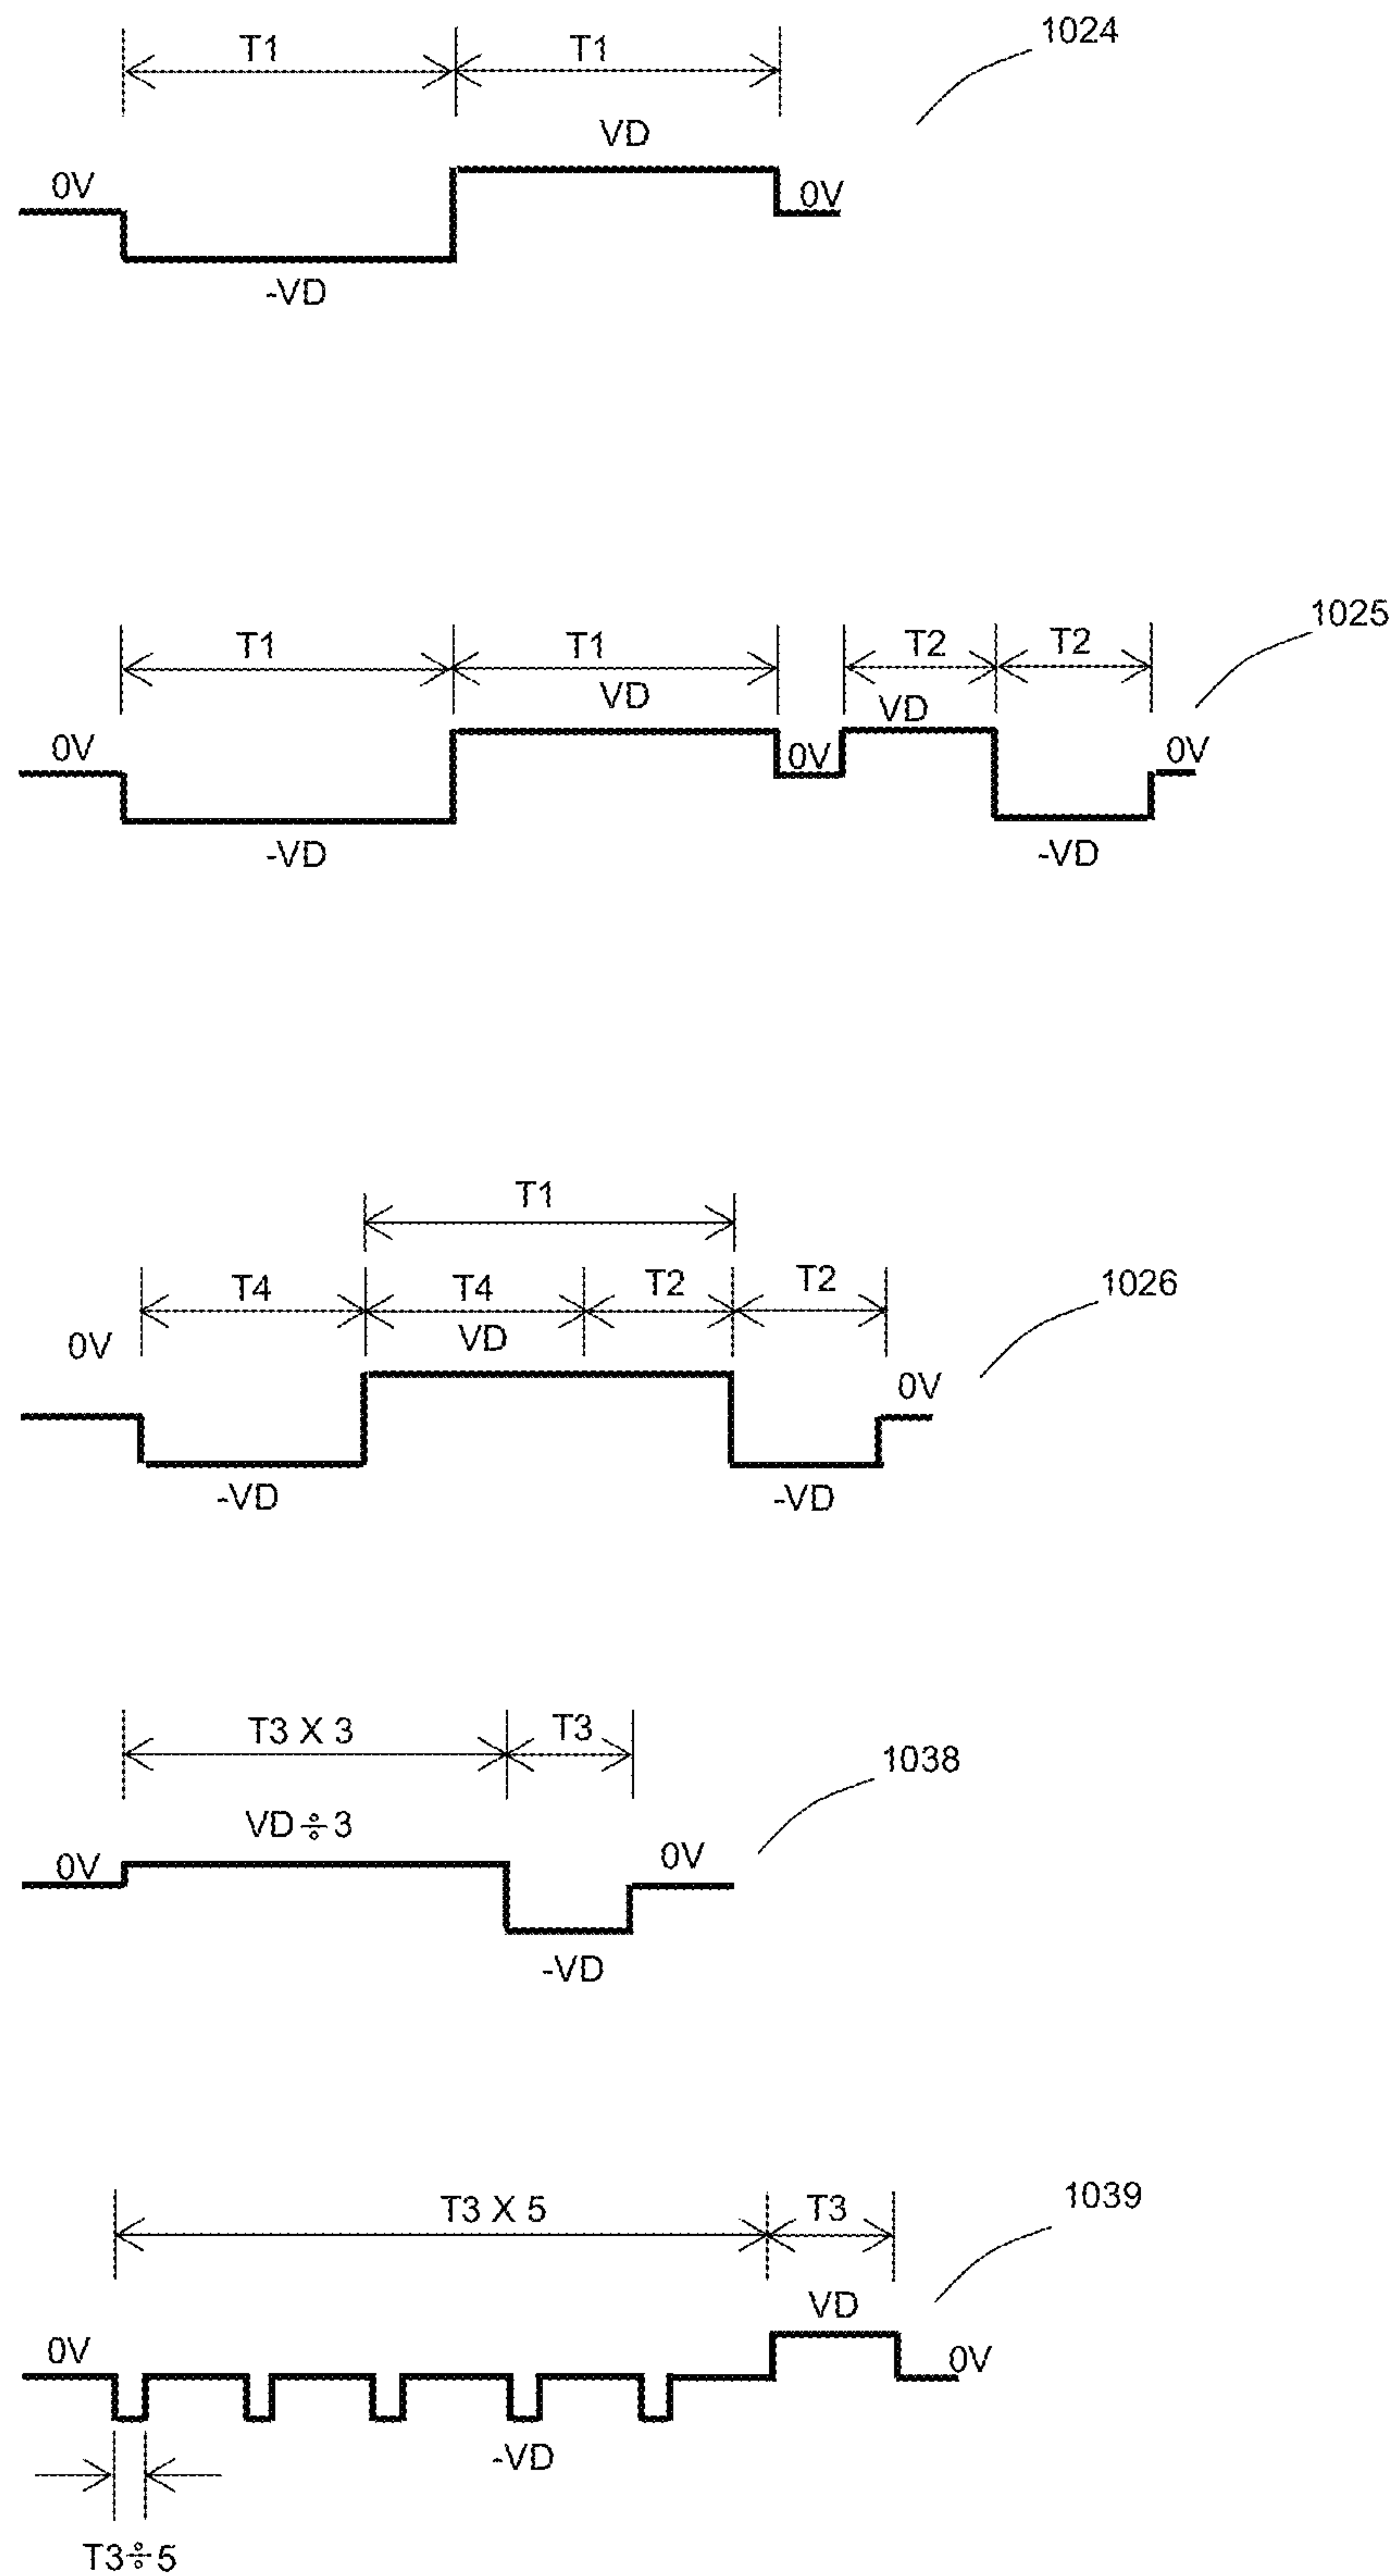 T1 T1 1024
VD
0V 0V
-VD
T1 T1 T2 T2 1025
VD VD
0V 0V 0V
-VD -VD
T1
T4 T4 T2 T2 1026
0V VD 0V
-VD -VD
T3 X 3 T3 1038
VD÷3
0V 0V
-VD
T3 X 5 T3 1039
VD
0V 0V
-VD
T3÷5